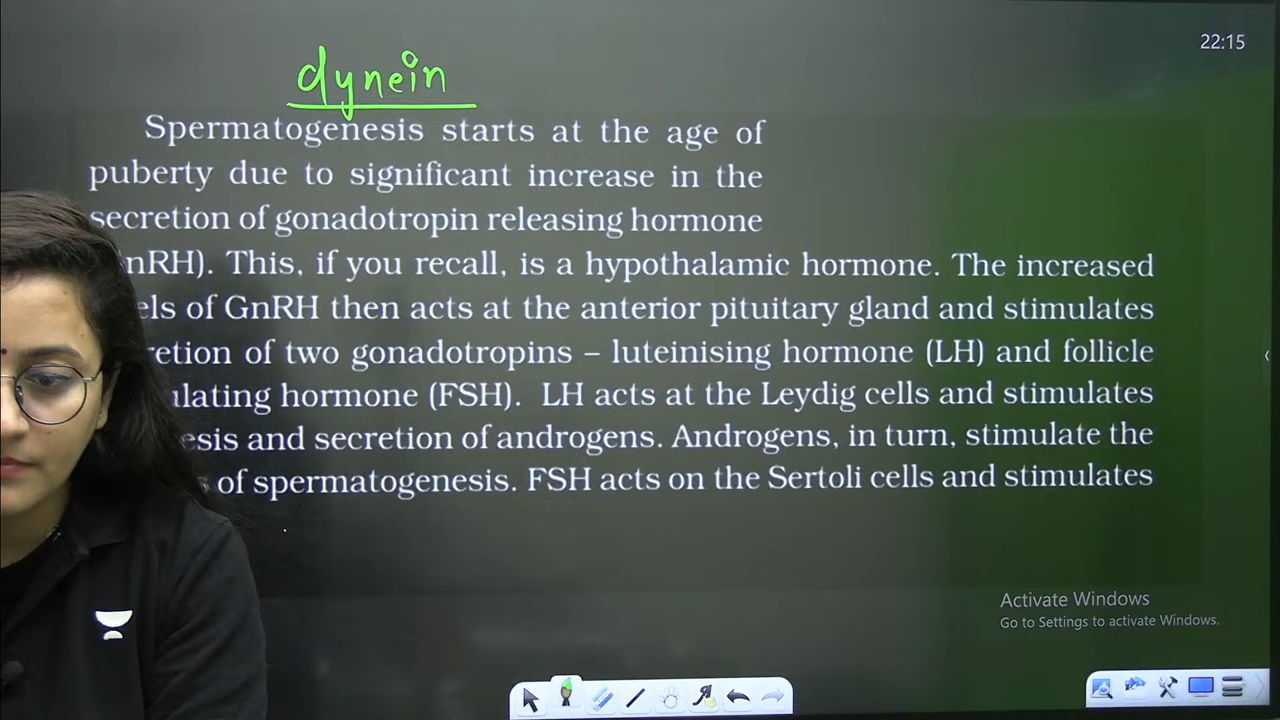 22:15
dynein
Spermatogenesis starts at the age of
puberty due to significant increase in the
secretion of gonadotropin releasing hormone
nRH). This, if you recall, is a hypothalamic hormone. The increased
els of GnRH then acts at the anterior pituitary gland and stimulates
retion of two gonadotropins – luteinising hormone (LH) and follicle
ulating hormone (FSH). LH acts at the Leydig cells and stimulates
esis and secretion of androgens. Androgens, in turn, stimulate the
s of spermatogenesis. FSH acts on the Sertoli cells and stimulates
Activate Windows
Go to Settings to activate Windows.